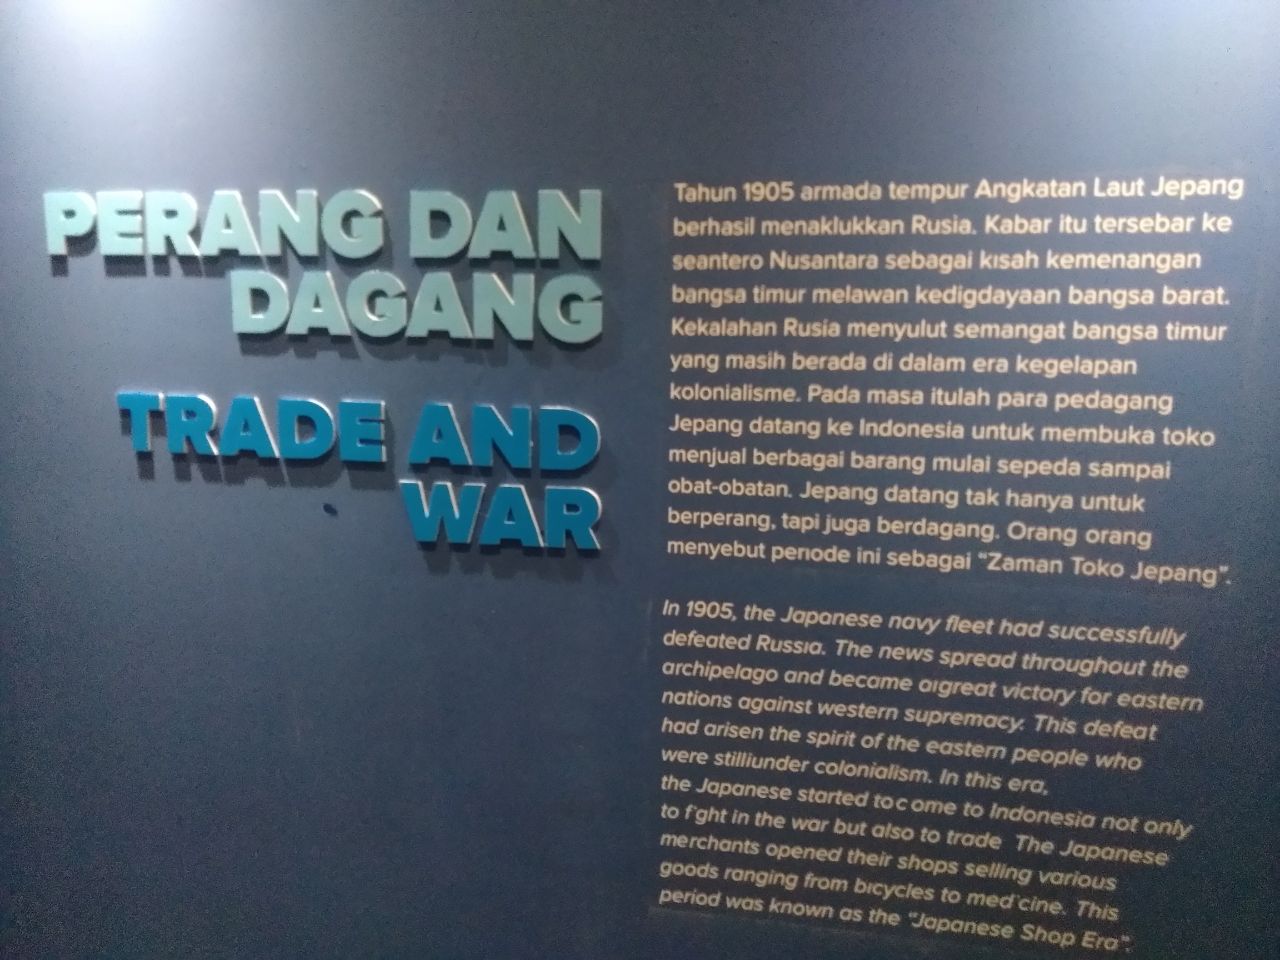 PERANG DAN
DAGANG
TRADE AND
WAR
Tahun 1905 armada tempur Angkatan Laut Jepang
berhasil menaklukkan Rusia. Kabar itu tersebar ke
seantero Nusantara sebagai kisah kemenangan
bangsa timur melawan kedigdayaan bangsa barat.
Kekalahan Rusia menyulut semangat bangsa timur
yang masih berada di dalam era kegelapan
kolonialisme. Pada masa itulah para pedagang
Jepang datang ke Indonesia untuk membuka toko
menjual berbagai barang mulai sepeda sampai
obat-obatan. Jepang datang tak hanya untuk
berperang, tapi juga berdagang. Orang orang
menyebut periode ini sebagai "Zaman Toko Jepang".
In 1905, the Japanese navy fleet had successfully
defeated Russia. The news spread throughout the
archipelago and became a great victory for eastern
nations against western supremacy. This defeat
had arisen the spirit of the eastern people who
were still under colonialism. In this era,
the Japanese started to come to Indonesia not only
to fight in the war but also to trade The Japanese
merchants opened their shops selling various
goods ranging from bicycles to medicine. This
period was known as the "Japanese Shop Era".